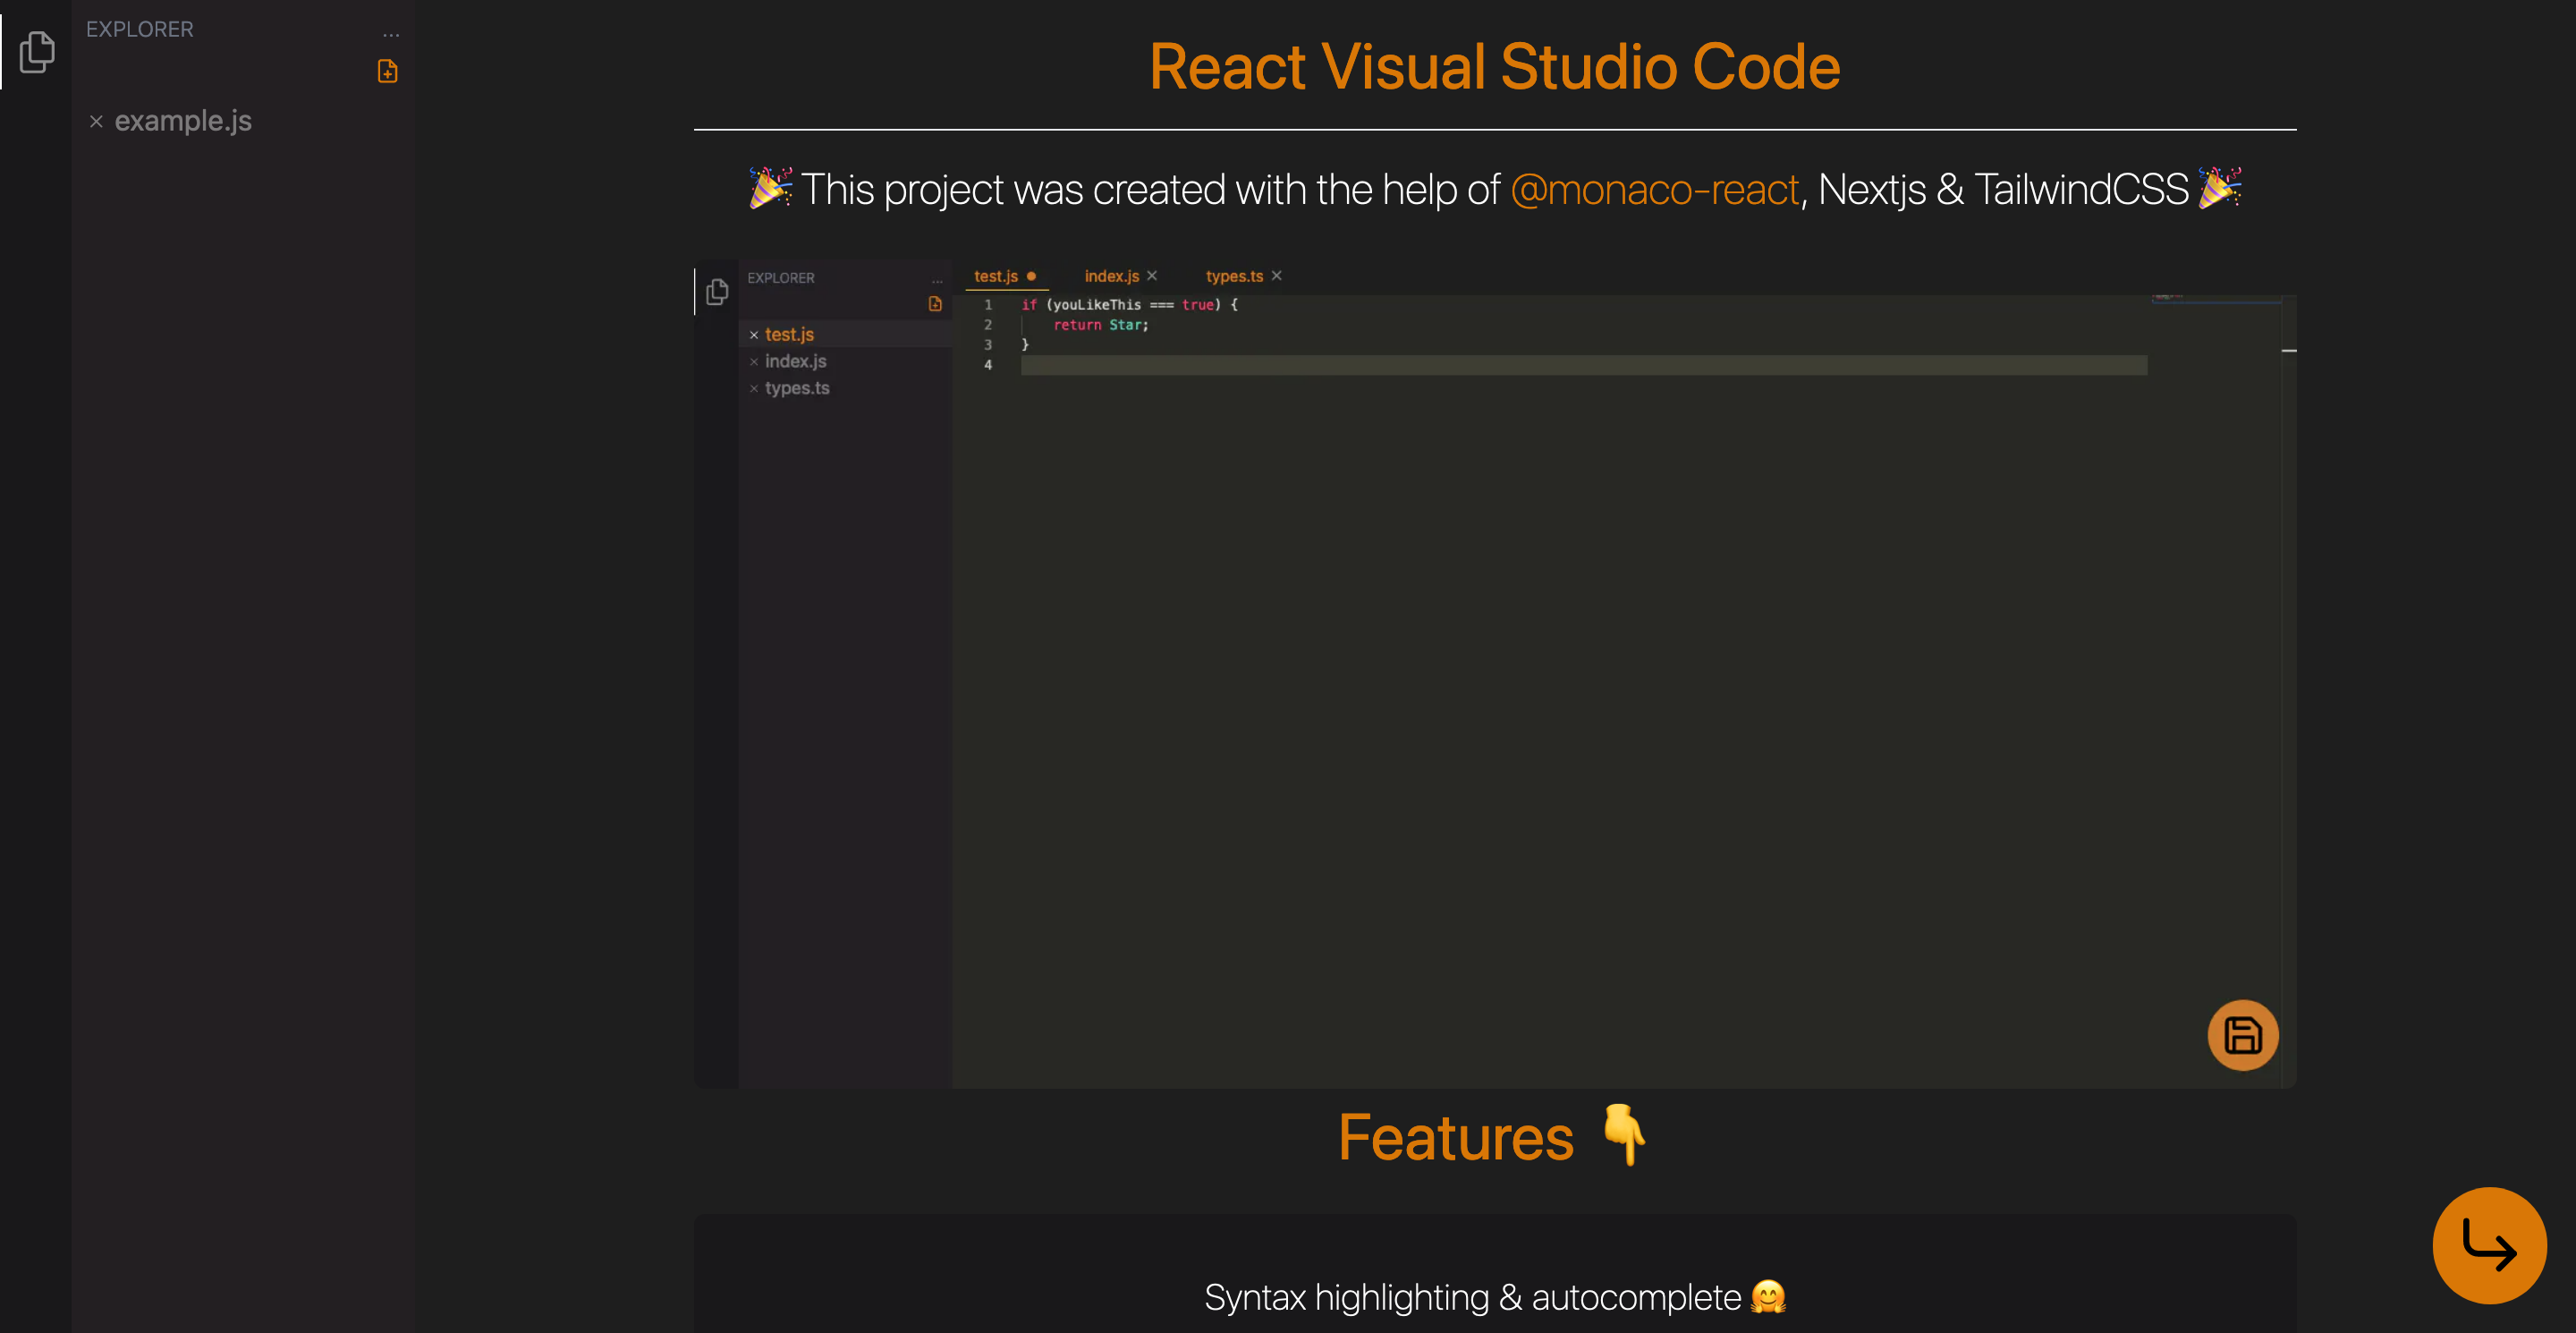 EXPLORER ...
example.js
React Visual Studio Code
🎉 This project was created with the help of @monaco-react, Nextjs & TailwindCSS 🎉
EXPLORER ...
test.js
index.js
types.ts
test.js index.js types.ts
1 if (youLikeThis === true) {
2 return Star;
3 }
4
Features 👇
Syntax highlighting & autocomplete 🤗